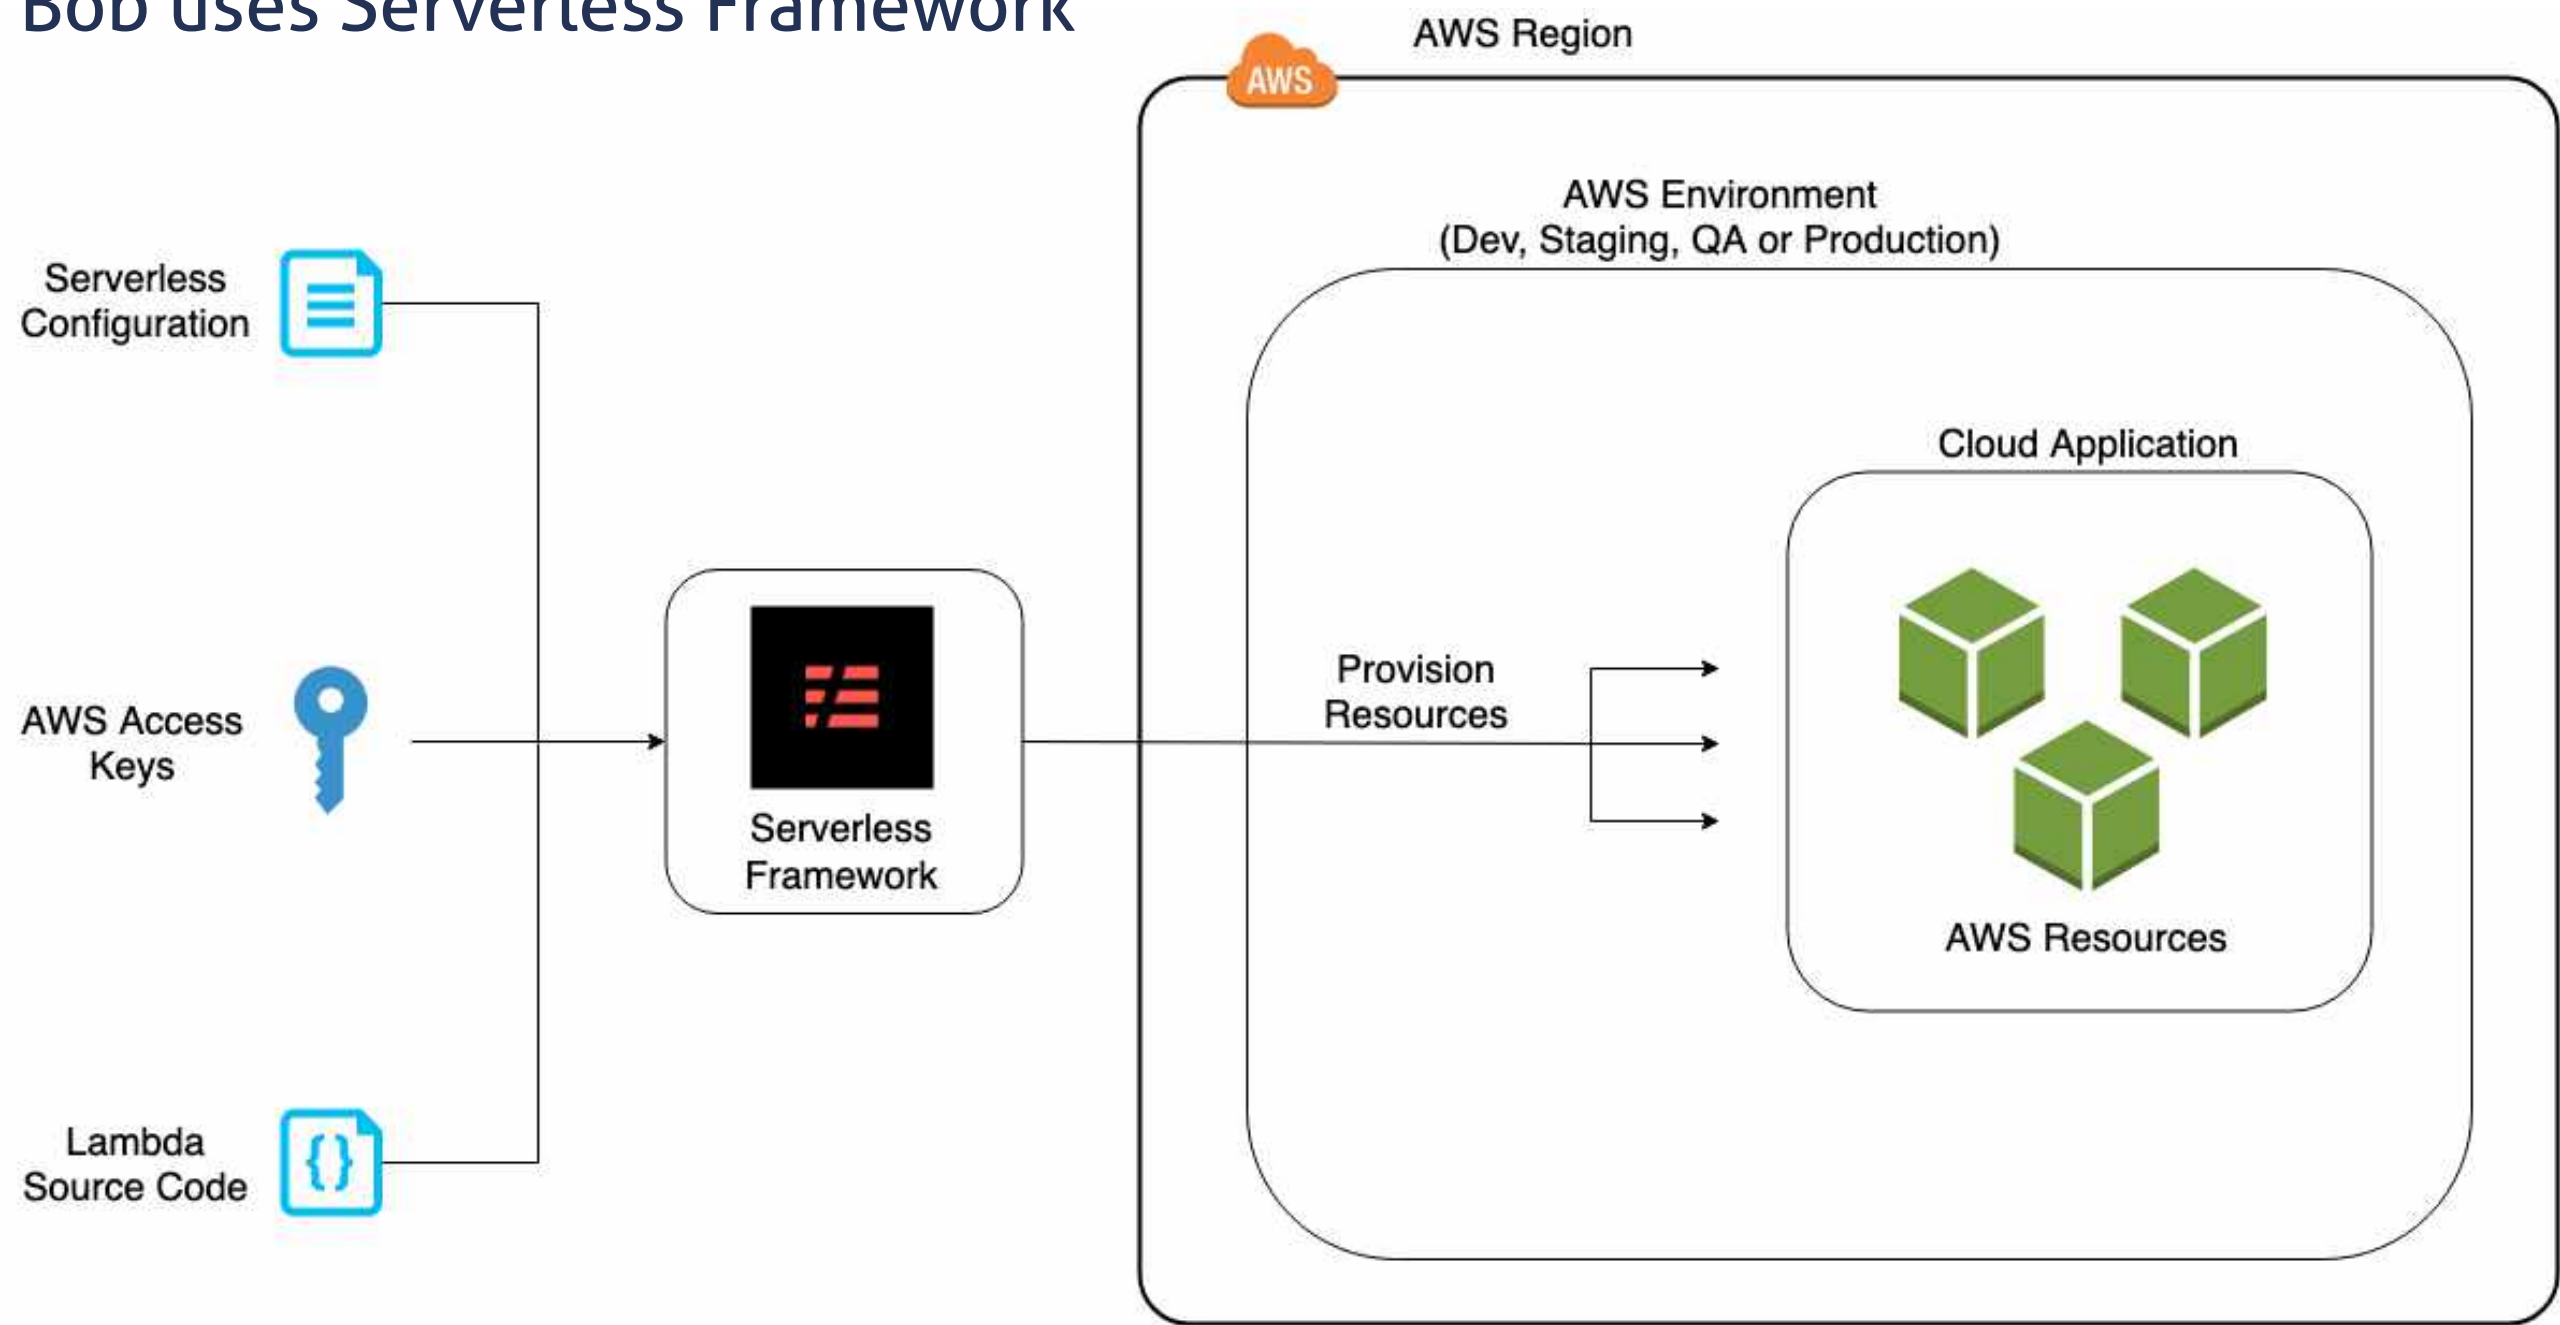 Bob uses Serverless Framework
AWS Region
AWS
AWS Environment
(Dev, Staging, QA or Production)
Serverless
Configuration
Cloud Application
AWS Access
Keys
Serverless
Framework
Provision
Resources
AWS Resources
Lambda
Source Code
{}